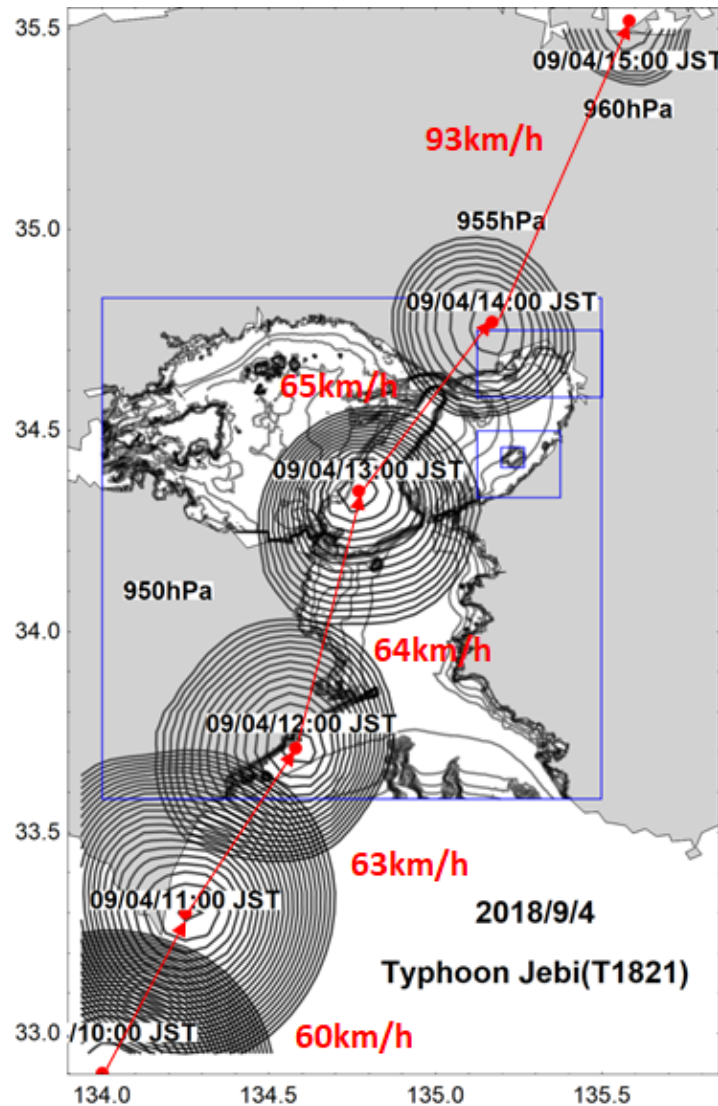 35.5
09/04/15:00 JST
960hPa
93km/h
35.0
955hPa
09/04/14:00 JST
65km/h
34.5
09/04/13:00 JST
950hPa
34.0
64km/h
09/04/12:00 JST
33.5
63km/h
09/04/11:00 JST
2018/9/4
Typhoon Jebi(T1821)
33.0
/10:00 JST
60km/h
134.0
134.5
135.0
135.5